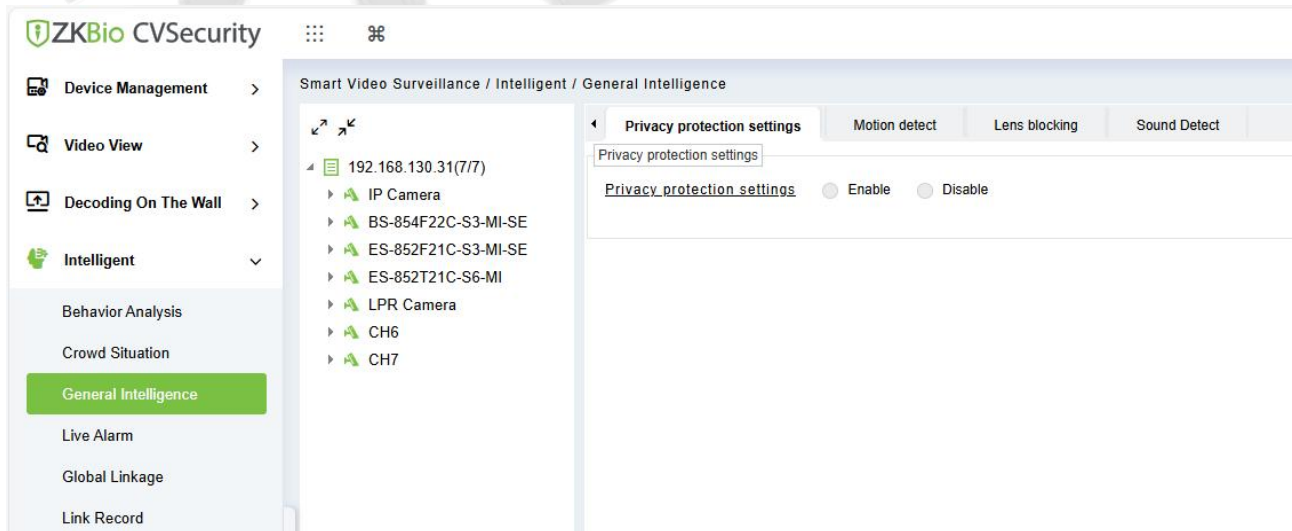 ZKBio CVSecurity
Device Management
Video View
Decoding On The Wall
Intelligent
Behavior Analysis
Crowd Situation
General Intelligence
Live Alarm
Global Linkage
Link Record
Smart Video Surveillance / Intelligent / General Intelligence
192.168.130.31(7/7)
IP Camera
BS-854F22C-S3-MI-SE
ES-852F21C-S3-MI-SE
ES-852T21C-S6-MI
LPR Camera
CH6
CH7
Privacy protection settings Motion detect Lens blocking Sound Detect
Privacy protection settings
Privacy protection settings Enable Disable